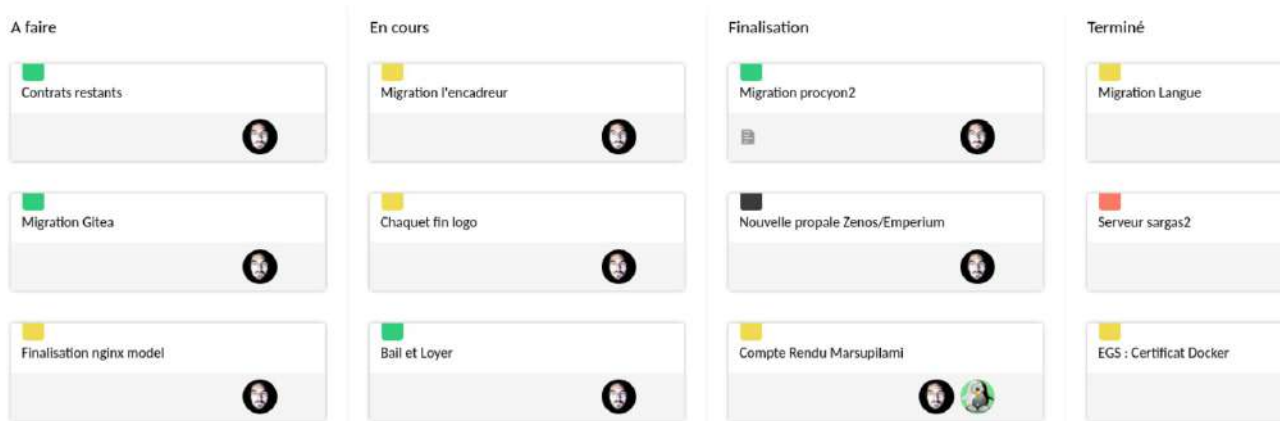 A faire
Contrats restants
Migration Gitea
Finalisation nginx model
En cours
Migration l'encadreur
Chaquet fin logo
Bail et Loyer
Finalisation
Migration procyon2
Nouvelle propale Zenos/Emperium
Compte Rendu Marsupilami
Terminé
Migration Langue
Serveur sargas2
EGS : Certificat Docker